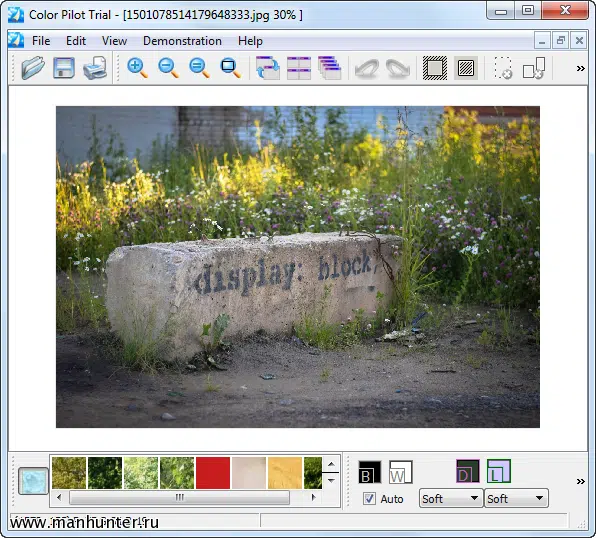 Color Pilot Trial - [1501078514179648333.jpg 30% ]
File Edit View Demonstration Help
display: block;
B W D L
Auto Soft Soft
www.manhunter.ru